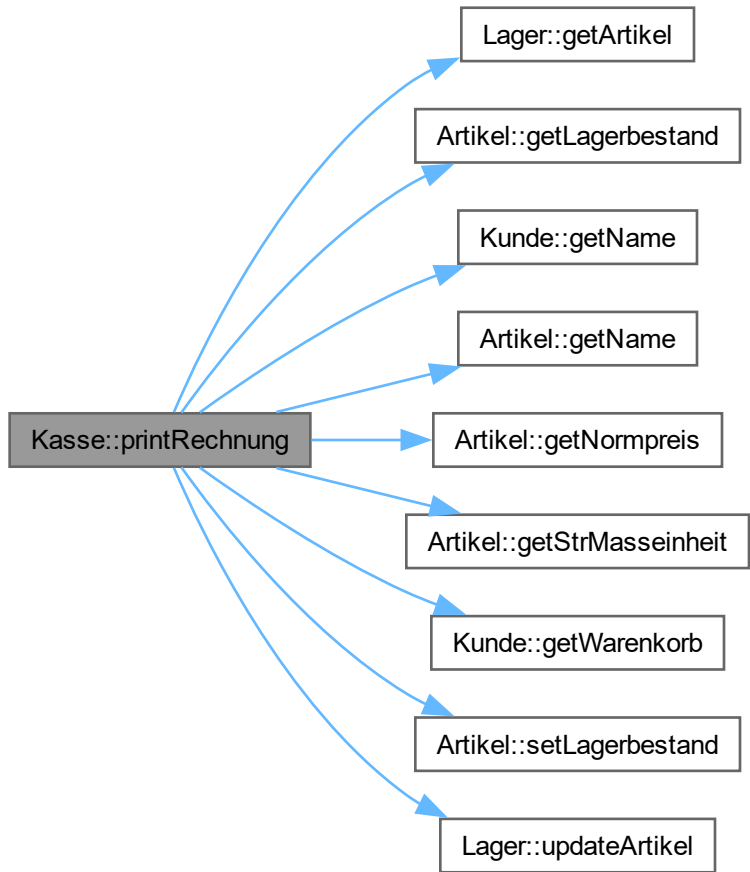 Lager::getArtikel
Artikel::getLagerbestand
Kunde::getName
Artikel::getName
Kasse::printRechnung
Artikel::getNormpreis
Artikel::getStrMasseinheit
Kunde::getWarenkorb
Artikel::setLagerbestand
Lager::updateArtikel